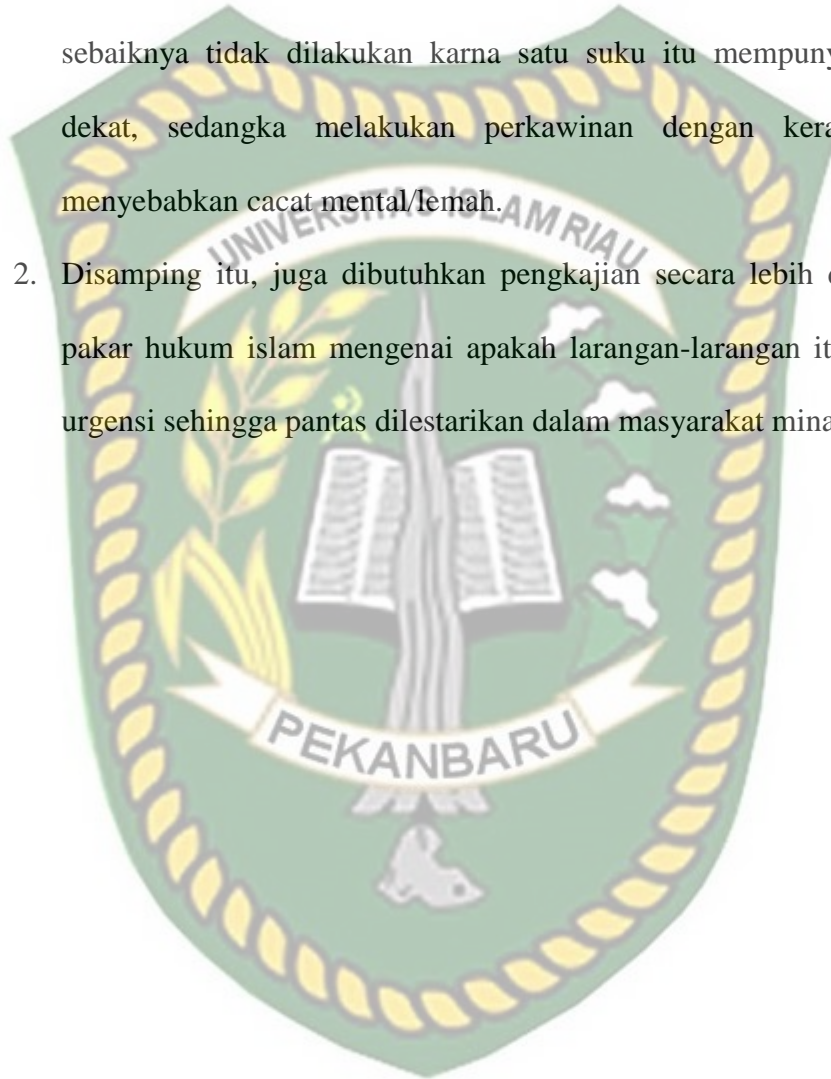 sebaiknya tidak dilakukan karna satu suku itu mempuny
dekat, sedangka melakukan perkawinan dengan kera
menyebabkan cacat mental/lemah.
UNIVERSITAS ISLAM RIAU
2. Disamping itu, juga dibutuhkan pengkajian secara lebih
pakar hukum islam mengenai apakah larangan-larangan it
urgensi sehingga pantas dilestarikan dalam masyarakat mina
PEKANBARU